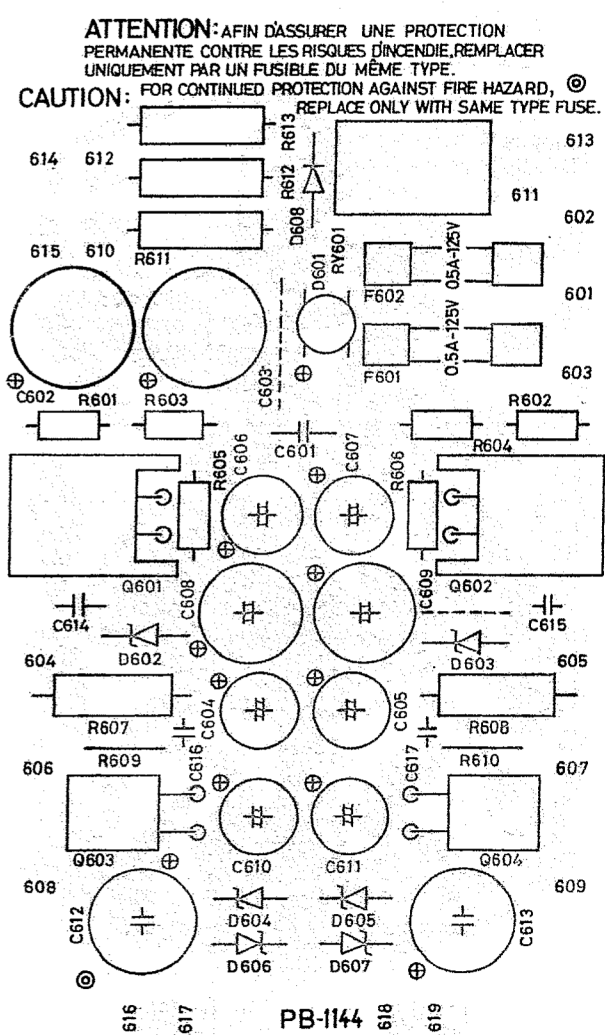 ATTENTION: AFIN D'ASSURER UNE PROTECTION
PERMANENTE CONTRE LES RISQUES D'INCENDIE, REMPLACER
UNIQUEMENT PAR UN FUSIBLE DU MÊME TYPE.
CAUTION: FOR CONTINUED PROTECTION AGAINST FIRE HAZARD,
REPLACE ONLY WITH SAME TYPE FUSE.
R613
613
614 612
R612
D608
611
602
615 610
R611
D601
RY601
F602
0.5A-125V
601
C603
F601
0.5A-125V
603
C602
R601 R603
R602
C601
R604
R605
C606
C607
R606
Q601
C608
C609
Q602
C614
C615
D602
D603
604
605
R607
C604
C605
R608
R609
C616
C617
R610
606
607
Q603
C610 C611
Q604
608
609
C612
D604 D605
C613
D606 D607
616
617
PB-1144
618
619